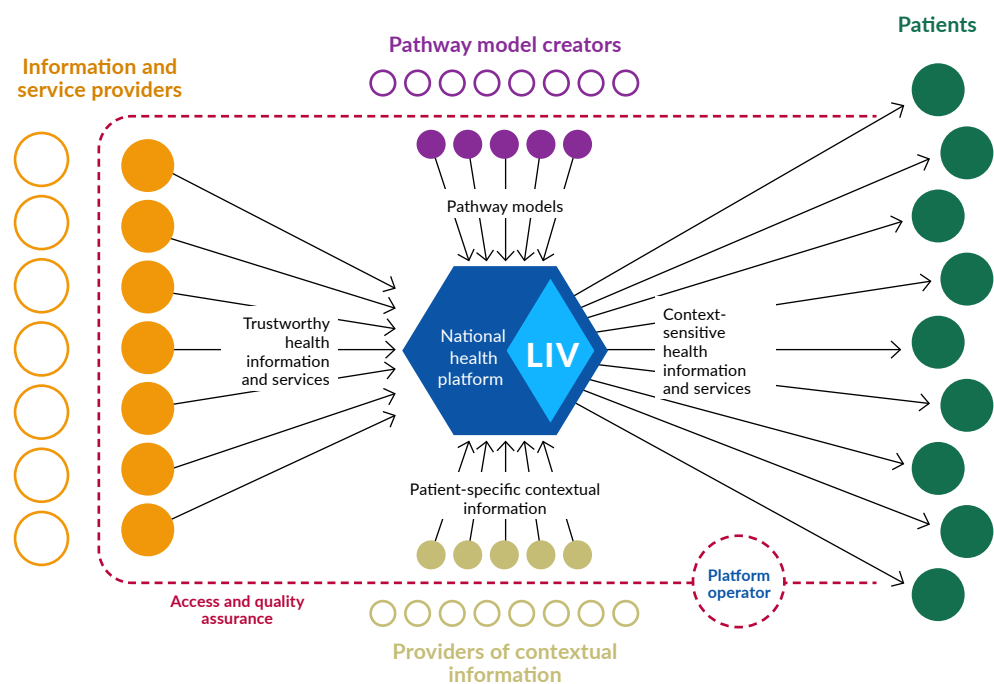 Patients
Pathway model creators
Information and
service providers
Pathway models
Trustworthy
health
information
and services
National
health
platform
LIV
Context-
sensitive
health
information
and services
Patient-specific contextual
information
Platform
operator
Access and quality
assurance
Providers of contextual
information